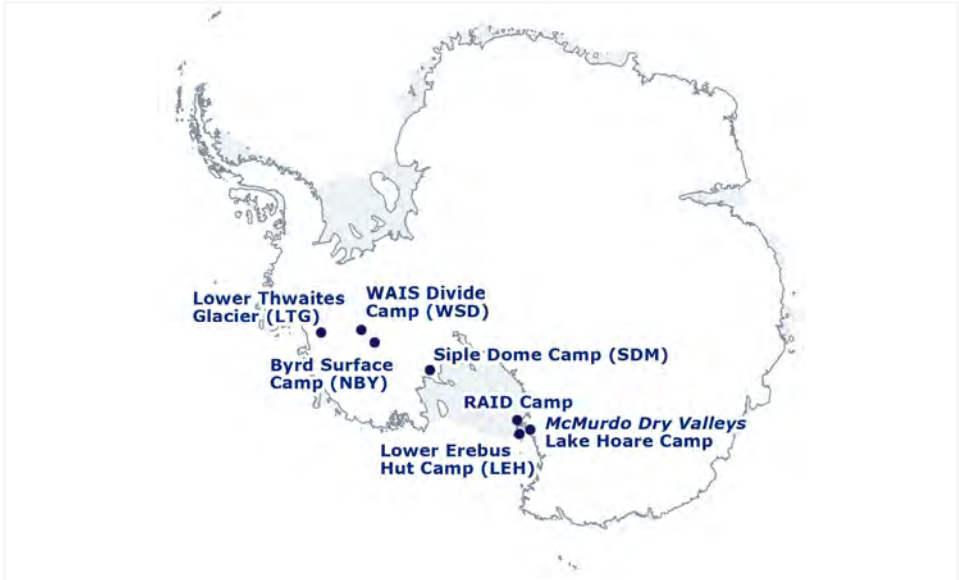 Lower Thwaites
Glacier (LTG)
WAIS Divide
Camp (WSD)
Byrd Surface
Camp (NBY)
Siple Dome Camp (SDM)
RAID Camp
McMurdo Dry Valleys
Lake Hoare Camp
Lower Erebus
Hut Camp (LEH)